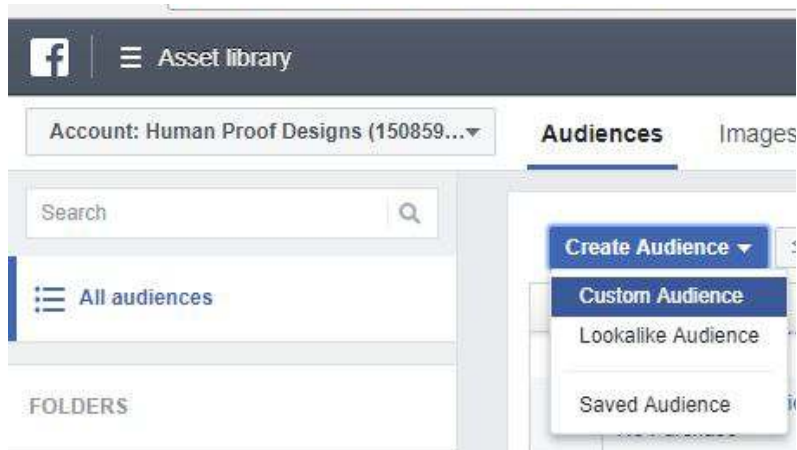 Asset library
Account: Human Proof Designs (150859...
Audiences
Images
Search
Create Audience
All audiences
Custom Audience
Lookalike Audience
FOLDERS
Saved Audience